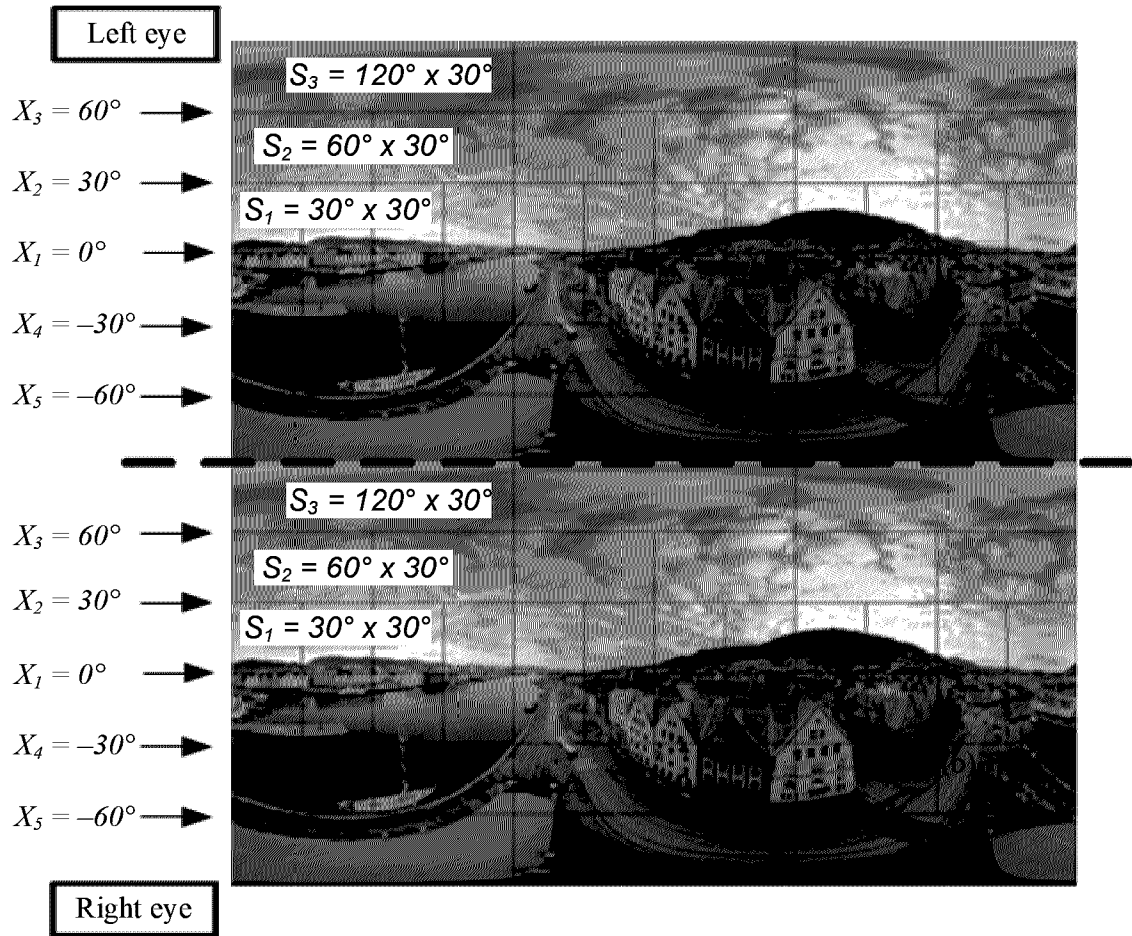 Left eye
S₃ = 120° x 30°
X₃ = 60°
S₂ = 60° x 30°
X₂ = 30°
S₁ = 30° x 30°
X₁ = 0°
X₄ = –30°
X₅ = –60°
S₃ = 120° x 30°
X₃ = 60°
S₂ = 60° x 30°
X₂ = 30°
S₁ = 30° x 30°
X₁ = 0°
X₄ = –30°
(b)
X₅ = –60°
Right eye